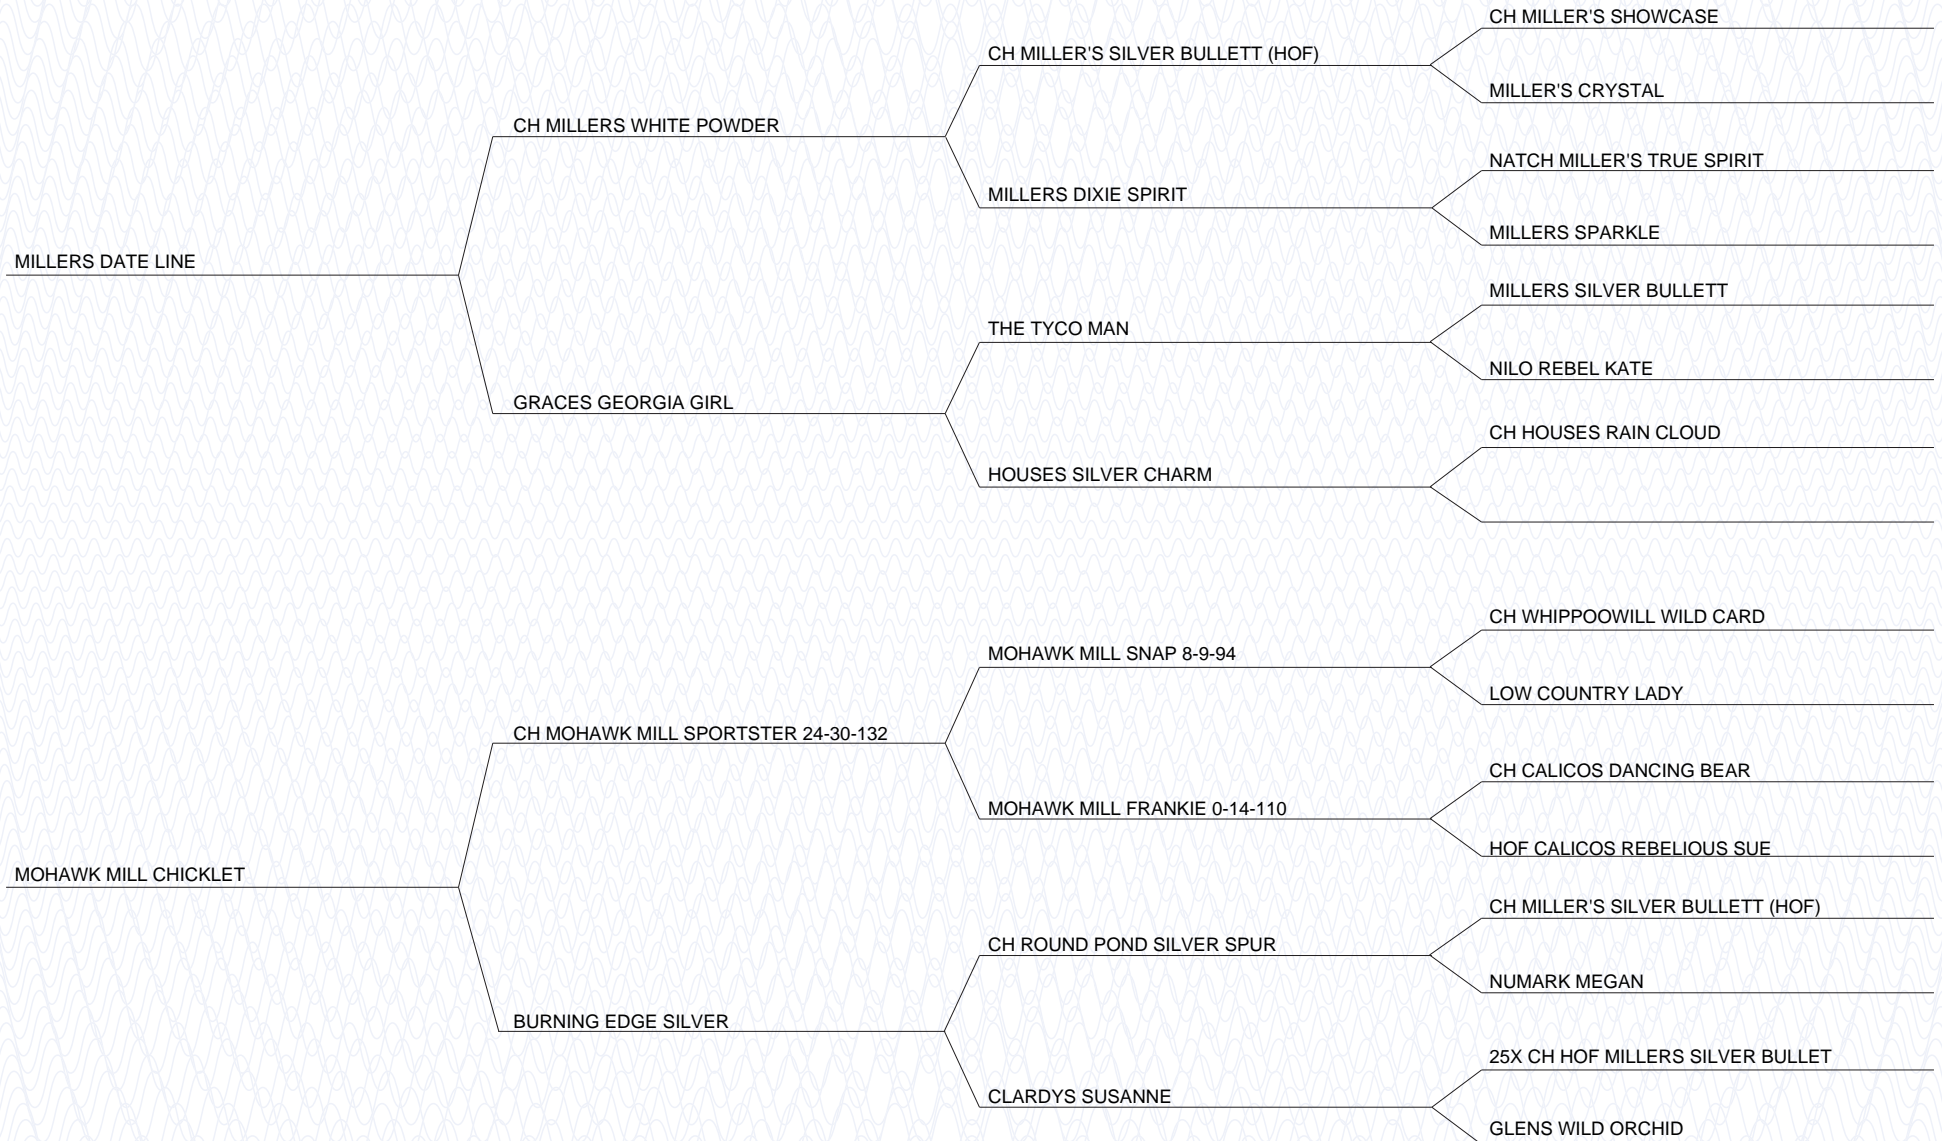 CH MILLER'S SHOWCASE
CH MILLER'S SILVER BULLETT (HOF)
MILLER'S CRYSTAL
CH MILLERS WHITE POWDER
NATCH MILLER'S TRUE SPIRIT
MILLERS DIXIE SPIRIT
MILLERS SPARKLE
MILLERS DATE LINE
MILLERS SILVER BULLETT
THE TYCO MAN
NILO REBEL KATE
GRACES GEORGIA GIRL
CH HOUSES RAIN CLOUD
HOUSES SILVER CHARM
CH WHIPPOOWILL WILD CARD
MOHAWK MILL SNAP 8-9-94
LOW COUNTRY LADY
CH MOHAWK MILL SPORTSTER 24-30-132
CH CALICOS DANCING BEAR
MOHAWK MILL FRANKIE 0-14-110
HOF CALICOS REBELIOUS SUE
MOHAWK MILL CHICKLET
CH MILLER'S SILVER BULLETT (HOF)
CH ROUND POND SILVER SPUR
NUMARK MEGAN
BURNING EDGE SILVER
25X CH HOF MILLERS SILVER BULLET
CLARDYS SUSANNE
GLENS WILD ORCHID